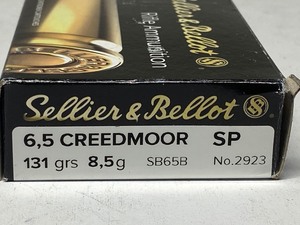 Sellier & Bellot
Rifle Ammunition
Sellier & Bellot
6,5 CREEDMOOR SP
131 grs 8,5g SB65B No.2923